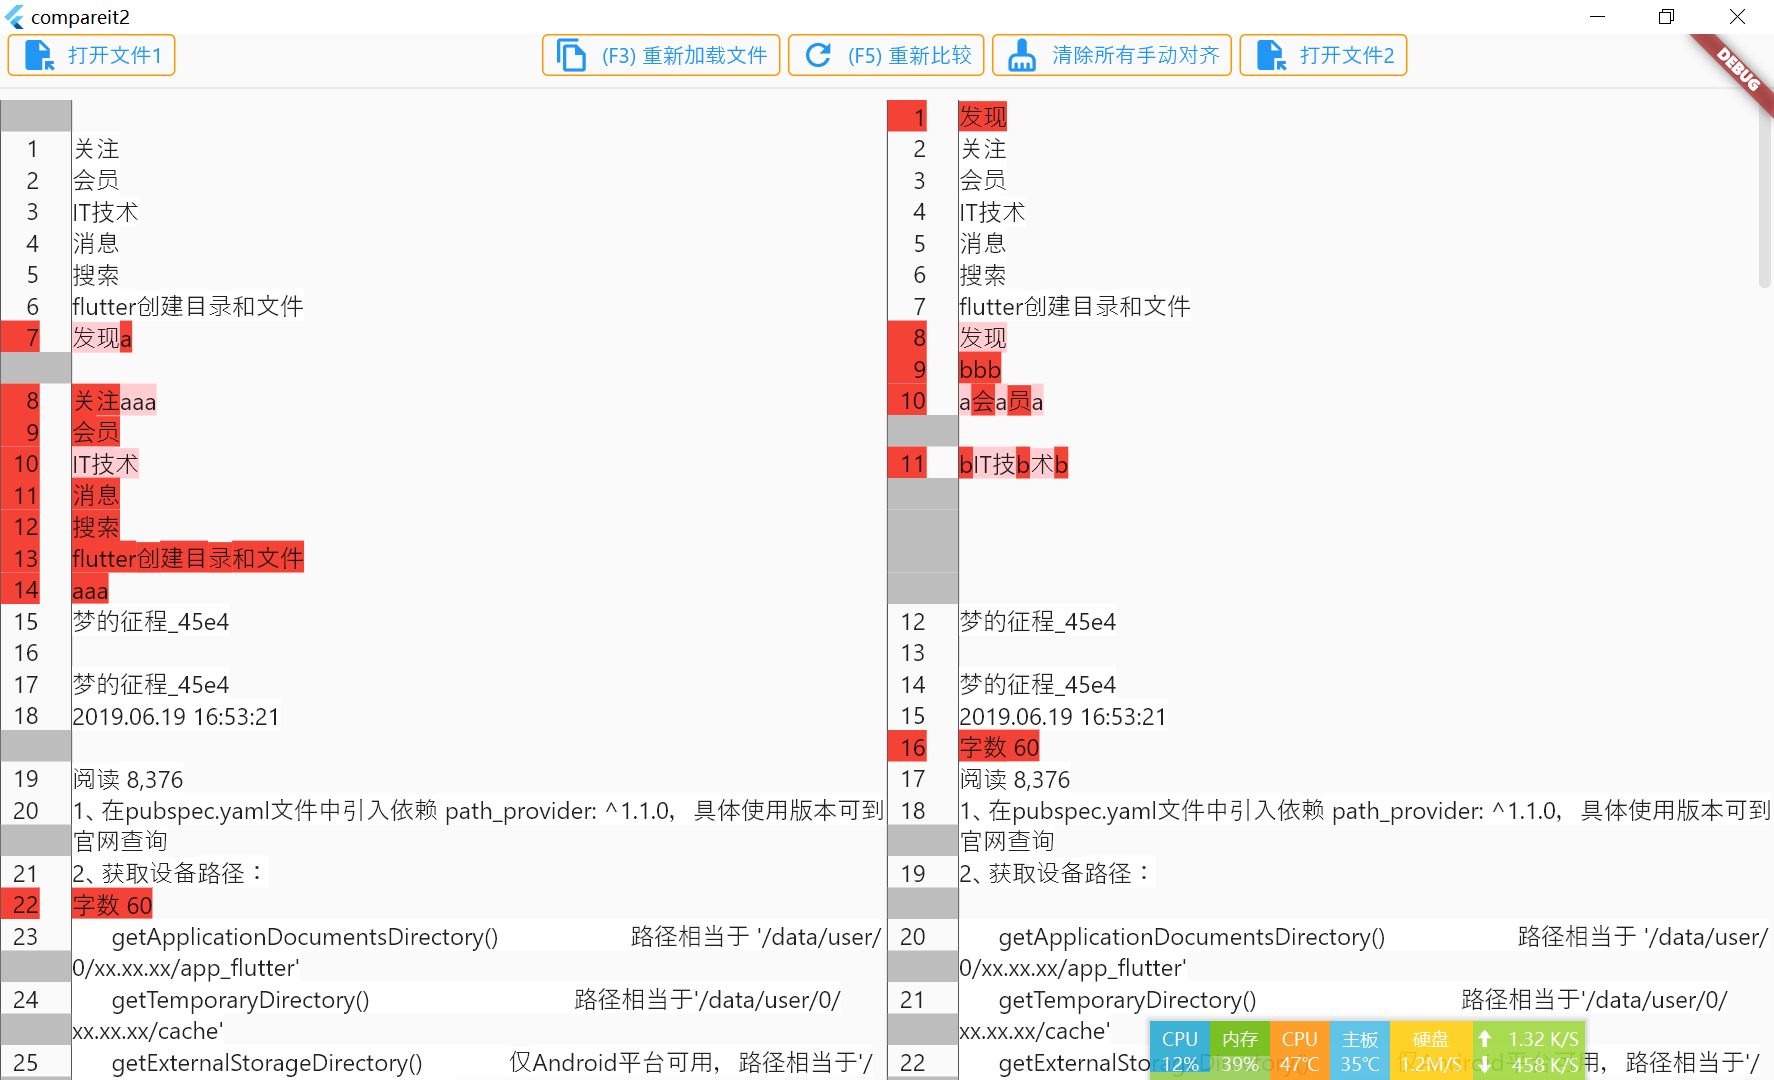 compareit2
打开文件1
(F3) 重新加载文件
(F5) 重新比较
清除所有手动对齐
打开文件2
DEBUG
1 关注
2 会员
3 IT技术
4 消息
5 搜索
6 flutter创建目录和文件
7 发现a
8 关注aaa
9 会员
10 IT技术
11 消息
12 搜索
13 flutter创建目录和文件
14 aaa
15 梦的征程_45e4
16
17 梦的征程_45e4
18 2019.06.19 16:53:21
19 阅读 8,376
20 1、在pubspec.yaml文件中引入依赖 path_provider: ^1.1.0，具体使用版本可到
官网查询
21 2、获取设备路径：
22 字数 60
23 getApplicationDocumentsDirectory() 路径相当于 '/data/user/
0/xx.xx.xx/app_flutter'
24 getTemporaryDirectory() 路径相当于'/data/user/0/
xx.xx.xx/cache'
25 getExternalStorageDirectory() 仅Android平台可用，路径相当于'/
1 发现
2 关注
3 会员
4 IT技术
5 消息
6 搜索
7 flutter创建目录和文件
8 发现
9 bbb
10 a会a员a
11 bIT技b术b
12 梦的征程_45e4
13
14 梦的征程_45e4
15 2019.06.19 16:53:21
16 字数 60
17 阅读 8,376
18 1、在pubspec.yaml文件中引入依赖 path_provider: ^1.1.0，具体使用版本可到
官网查询
19 2、获取设备路径：
20 getApplicationDocumentsDirectory() 路径相当于 '/data/user/
0/xx.xx.xx/app_flutter'
21 getTemporaryDirectory() 路径相当于'/data/user/0/
xx.xx.xx/cache'
22 getExternalStorageDirectory() 仅Android平台可用，路径相当于'/
CPU 内存 CPU 主板 硬盘 1.32 K/S
12% 39% 47℃ 35℃ 1.2M/S 458 K/S